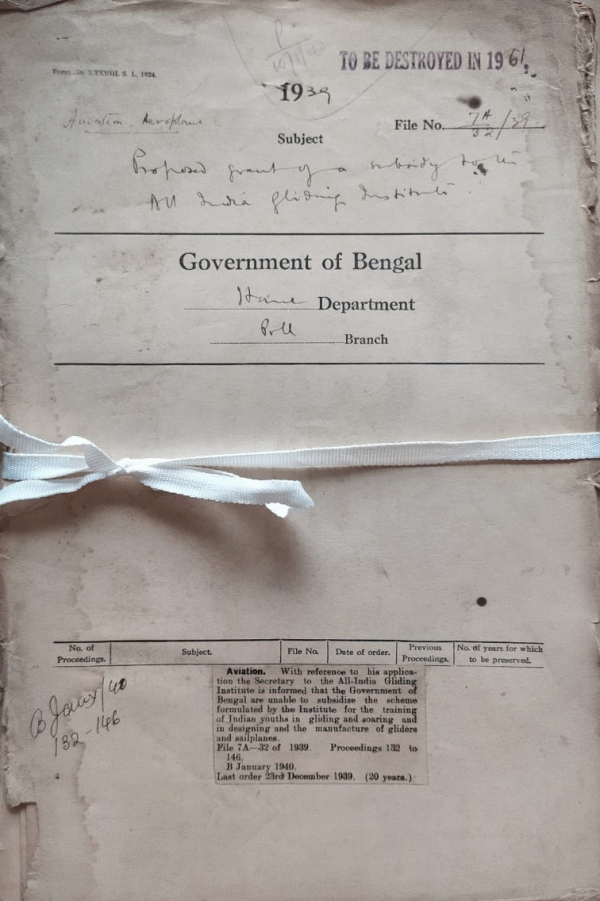 TO BE DESTROYED IN 1961
Form No. XXXVIII S. L. 1924.
1939
Aviation Aeroplane
File No. 7A/32/39
Subject
Proposed grant of a subsidy to the
All India Gliding Institute.
Government of Bengal
Home Department
Poll Branch
No. of Proceedings. Subject. File No. Date of order. Previous Proceedings. No. of years for which to be preserved.
B Jany/40
132-146
Aviation. With reference to his applica-
tion the Secretary to the All-India Gliding
Institute is informed that the Government of
Bengal are unable to subsidize the scheme
formulated by the Institute for the training
of Indian youths in gliding and soaring and
in designing and the manufacture of gliders
and sailplanes.
File 7A—32 of 1939. Proceedings 132 to
146.
B January 1940.
Last order 23rd December 1939. (20 years.)